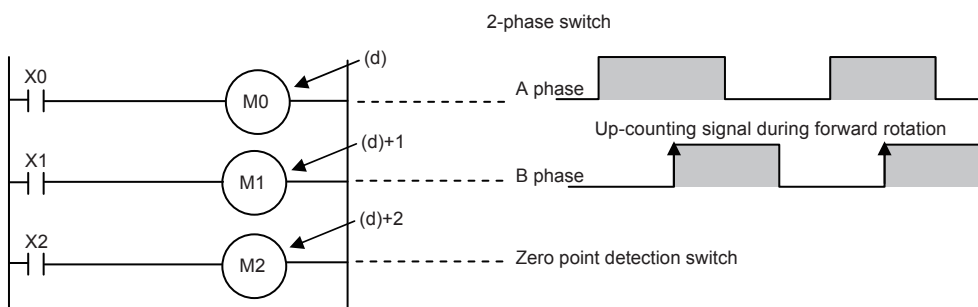 2-phase switch
X0
M0
(d)
A phase
Up-counting signal during forward rotation
X1
M1
(d)+1
B phase
X2
M2
(d)+2
Zero point detection switch